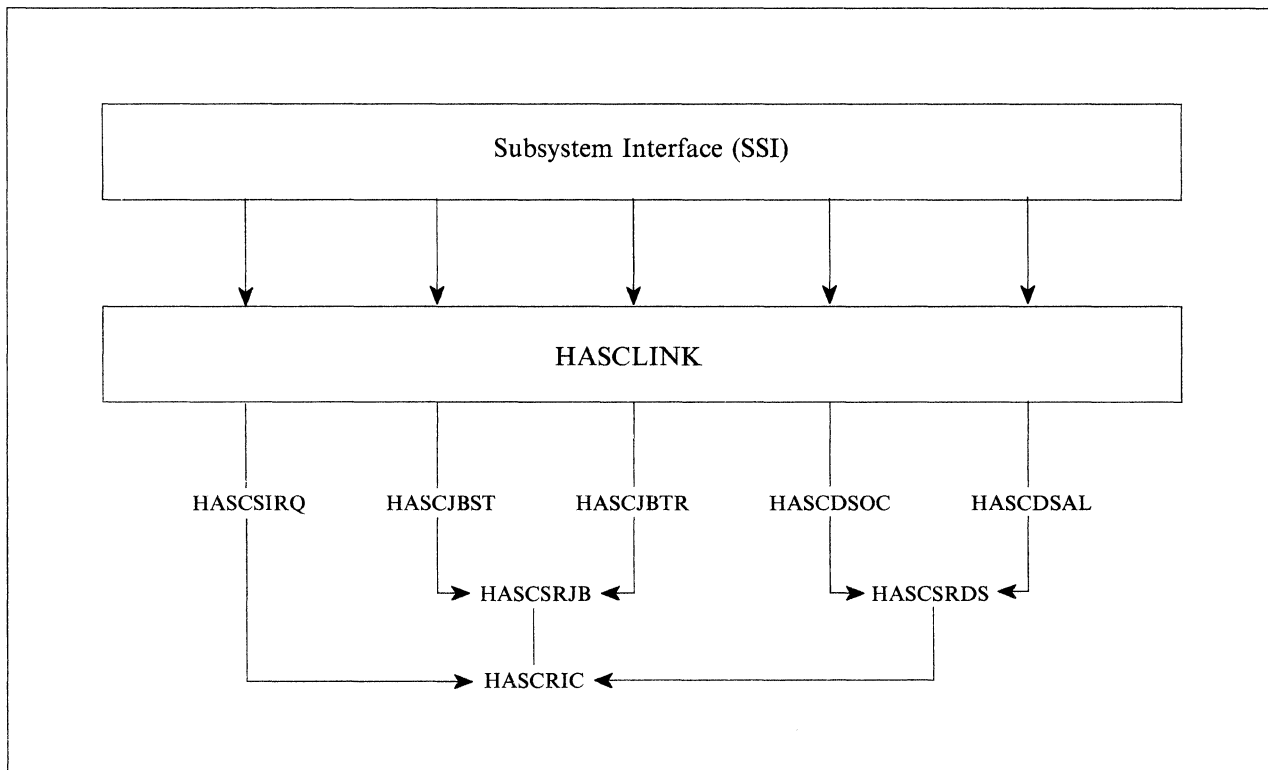 Subsystem Interface (SSI)
HASCLINK
HASCSIRQ HASCJBST HASCJBTR HASCDSOC HASCDSAL
HASCSRJB HASCSRDS
HASCRIC